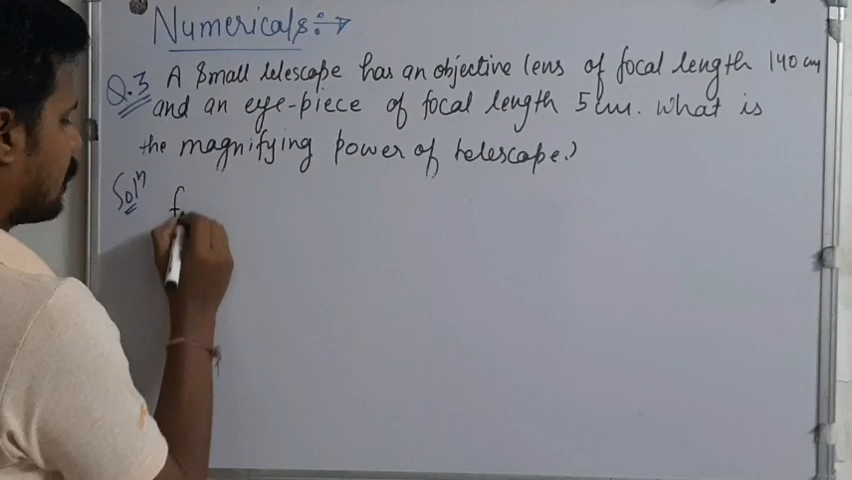 Numericals:→
Q.3 A small telescope has an objective lens of focal length 140 cm
and an eye-piece of focal length 5 cm. What is
the magnifying power of telescope.?
Solⁿ
f